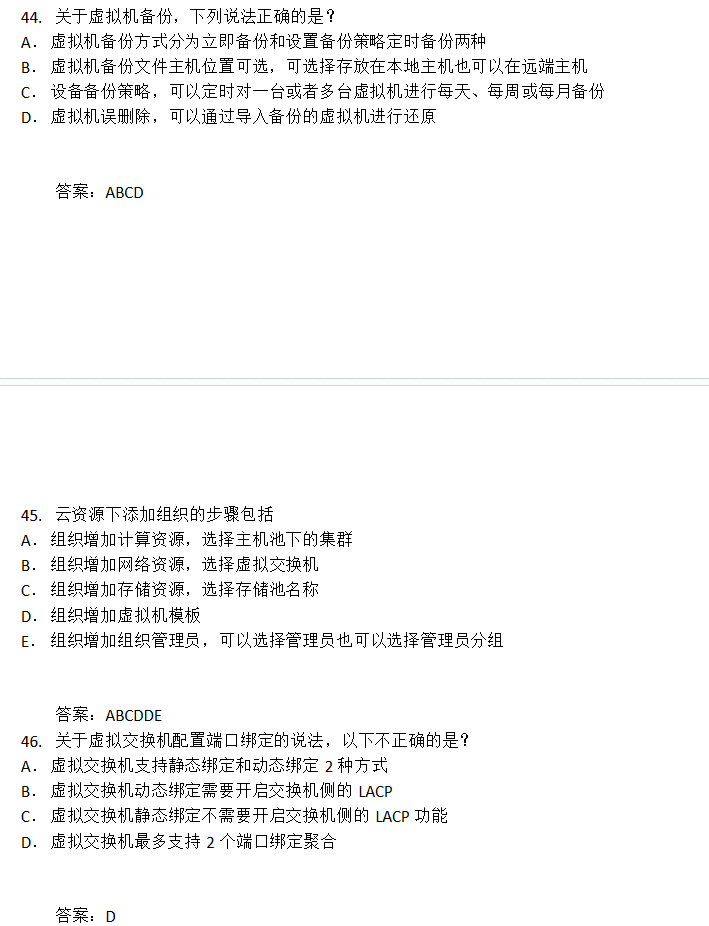 44. 关于虚拟机备份，下列说法正确的是？
A. 虚拟机备份方式分为立即备份和设置备份策略定时备份两种
B. 虚拟机备份文件主机位置可选，可选择存放在本地主机也可以在远端主机
C. 设备备份策略，可以定时对一台或者多台虚拟机进行每天、每周或每月备份
D. 虚拟机误删除，可以通过导入备份的虚拟机进行还原
答案：ABCD
45. 云资源下添加组织的步骤包括
A. 组织增加计算资源，选择主机池下的集群
B. 组织增加网络资源，选择虚拟交换机
C. 组织增加存储资源，选择存储池名称
D. 组织增加虚拟机模板
E. 组织增加组织管理员，可以选择管理员也可以选择管理员分组
答案：ABCDDE
46. 关于虚拟交换机配置端口绑定的说法，以下不正确的是？
A. 虚拟交换机支持静态绑定和动态绑定 2 种方式
B. 虚拟交换机动态绑定需要开启交换机侧的 LACP
C. 虚拟交换机静态绑定不需要开启交换机侧的 LACP 功能
D. 虚拟交换机最多支持 2 个端口绑定聚合
答案：D